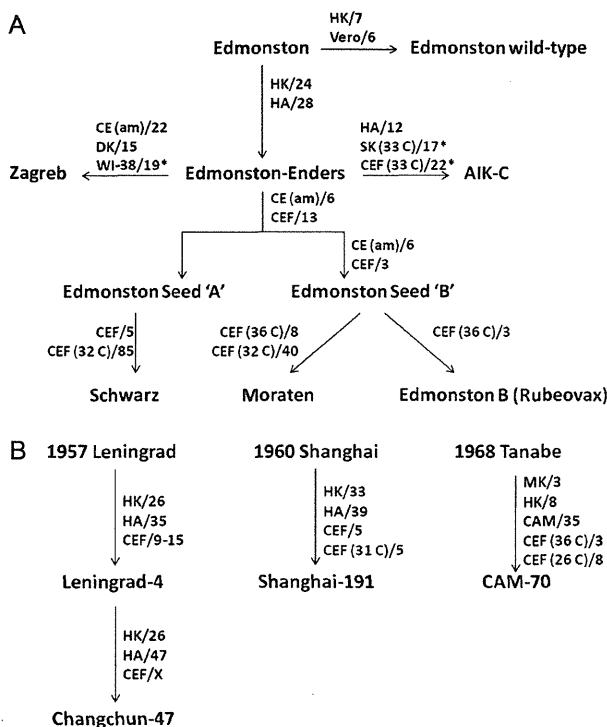 A
HK/7
Vero/6
Edmonston
Edmonston wild-type
HK/24
HA/28
CE (am)/22
DK/15
WI-38/19*
HA/12
SK (33 C)/17*
CEF (33 C)/22*
Zagreb
Edmonston-Enders
AIK-C
CE (am)/6
CEF/13
CE (am)/6
CEF/3
Edmonston Seed 'A'
Edmonston Seed 'B'
CEF/5
CEF (32 C)/85
CEF (36 C)/8
CEF (32 C)/40
CEF (36 C)/3
Schwarz
Moraten
Edmonston B (Rubeovax)
B
1957 Leningrad
1960 Shanghai
1968 Tanabe
HK/26
HA/35
CEF/9-15
HK/33
HA/39
CEF/5
CEF (31 C)/5
MK/3
HK/8
CAM/35
CEF (36 C)/3
CEF (26 C)/8
Leningrad-4
Shanghai-191
CAM-70
HK/26
HA/47
CEF/X
Changchun-47